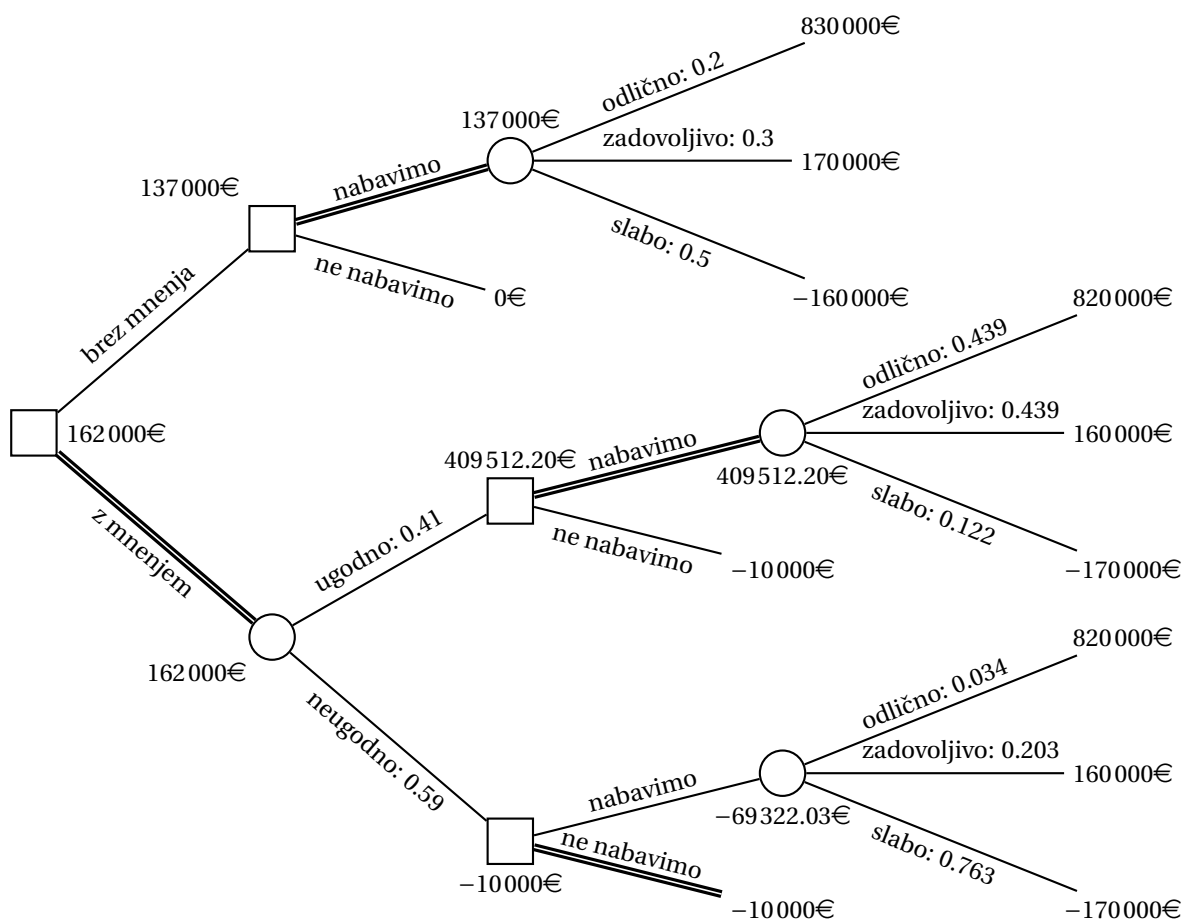 830 000€
odlično: 0.2
137 000€
zadovoljivo: 0.3
nabavimo
170 000€
137 000€
slabo: 0.5
ne nabavimo
0€
−160 000€
brez mnenja
820 000€
odlično: 0.439
zadovoljivo: 0.439
162 000€
nabavimo
160 000€
409 512.20€
409 512.20€
slabo: 0.122
z mnenjem
ugodno: 0.41
ne nabavimo
−10 000€
−170 000€
820 000€
162 000€
odlično: 0.034
neugodno: 0.59
zadovoljivo: 0.203
nabavimo
160 000€
−69 322.03€
slabo: 0.763
ne nabavimo
−10 000€
−10 000€
−170 000€